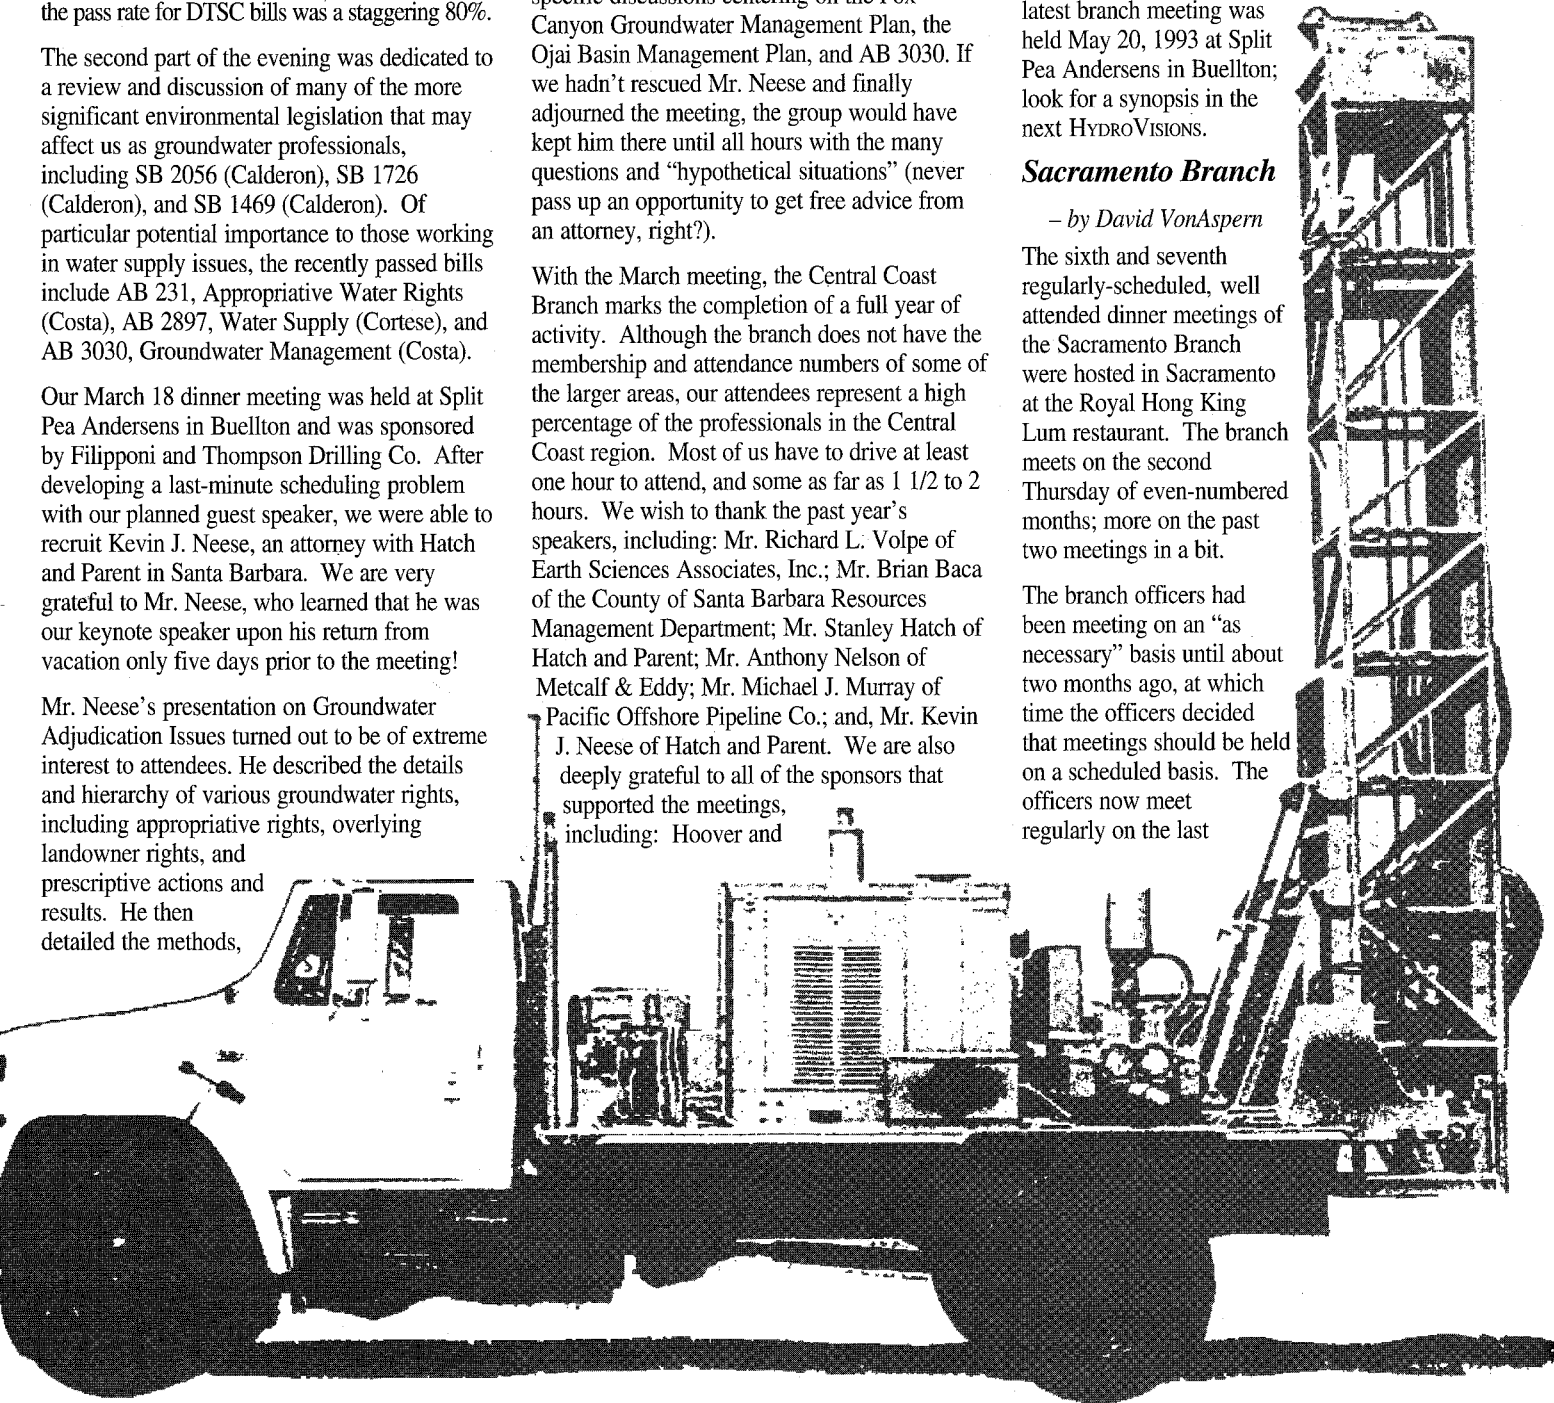 the pass rate for DTSC bills was a staggering 80%.
The second part of the evening was dedicated to
a review and discussion of many of the more
significant environmental legislation that may
affect us as groundwater professionals,
including SB 2056 (Calderon), SB 1726
(Calderon), and SB 1469 (Calderon).  Of
particular potential importance to those working
in water supply issues, the recently passed bills
include AB 231, Appropriative Water Rights
(Costa), AB 2897, Water Supply (Cortese), and
AB 3030, Groundwater Management (Costa).
Our March 18 dinner meeting was held at Split
Pea Andersens in Buellton and was sponsored
by Filipponi and Thompson Drilling Co.  After
developing a last-minute scheduling problem
with our planned guest speaker, we were able to
recruit Kevin J. Neese, an attorney with Hatch
and Parent in Santa Barbara.  We are very
grateful to Mr. Neese, who learned that he was
our keynote speaker upon his return from
vacation only five days prior to the meeting!
Mr. Neese's presentation on Groundwater
Adjudication Issues turned out to be of extreme
interest to attendees. He described the details
and hierarchy of various groundwater rights,
including appropriative rights, overlying
landowner rights, and
prescriptive actions and
results.  He then
detailed the methods,
specific discussions centering on the Fox
Canyon Groundwater Management Plan, the
Ojai Basin Management Plan, and AB 3030. If
we hadn't rescued Mr. Neese and finally
adjourned the meeting, the group would have
kept him there until all hours with the many
questions and "hypothetical situations" (never
pass up an opportunity to get free advice from
an attorney, right?).
With the March meeting, the Central Coast
Branch marks the completion of a full year of
activity.  Although the branch does not have the
membership and attendance numbers of some of
the larger areas, our attendees represent a high
percentage of the professionals in the Central
Coast region.  Most of us have to drive at least
one hour to attend, and some as far as 1 1/2 to 2
hours.  We wish to thank the past year's
speakers, including: Mr. Richard L. Volpe of
Earth Sciences Associates, Inc.; Mr. Brian Baca
of the County of Santa Barbara Resources
Management Department; Mr. Stanley Hatch of
Hatch and Parent; Mr. Anthony Nelson of
Metcalf & Eddy; Mr. Michael J. Murray of
Pacific Offshore Pipeline Co.; and, Mr. Kevin
J. Neese of Hatch and Parent.  We are also
deeply grateful to all of the sponsors that
supported the meetings,
including:  Hoover and
latest branch meeting was
held May 20, 1993 at Split
Pea Andersens in Buellton;
look for a synopsis in the
next HYDROVISIONS.
Sacramento Branch
– by David VonAspern
The sixth and seventh
regularly-scheduled, well
attended dinner meetings of
the Sacramento Branch
were hosted in Sacramento
at the Royal Hong King
Lum restaurant.  The branch
meets on the second
Thursday of even-numbered
months; more on the past
two meetings in a bit.
The branch officers had
been meeting on an "as
necessary" basis until about
two months ago, at which
time the officers decided
that meetings should be held
on a scheduled basis.  The
officers now meet
regularly on the last